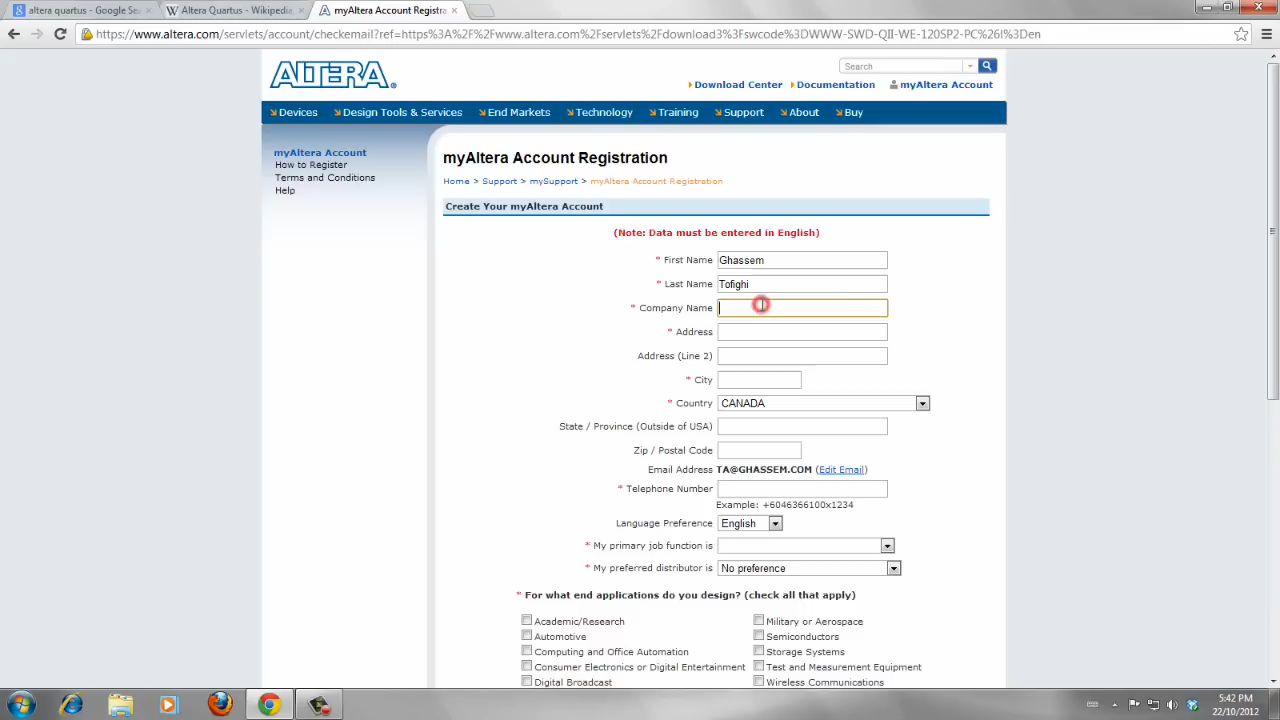 altera quartus - Google Se
Altera Quartus - Wikipedia,
myAltera Account Registra
https://www.altera.com/servlets/account/checkemail?ref=https%3A%2F%2Fwww.altera.com%2Fservlets%2Fdownload3%3Fswcode%3DWWW-SWD-QII-WE-120SP2-PC%26l%3Den
ALTERA
Search
Download Center
Documentation
myAltera Account
Devices
Design Tools & Services
End Markets
Technology
Training
Support
About
Buy
myAltera Account
How to Register
Terms and Conditions
Help
myAltera Account Registration
Home > Support > mySupport > myAltera Account Registration
Create Your myAltera Account
(Note: Data must be entered in English)
* First Name Ghassem
* Last Name Tofighi
* Company Name
* Address
Address (Line 2)
* City
* Country CANADA
State / Province (Outside of USA)
Zip / Postal Code
Email Address TA@GHASSEM.COM (Edit Email)
* Telephone Number
Example: +6046366100x1234
Language Preference English
* My primary job function is
* My preferred distributor is No preference
* For what end applications do you design? (check all that apply)
Academic/Research
Military or Aerospace
Automotive
Semiconductors
Computing and Office Automation
Storage Systems
Consumer Electronics or Digital Entertainment
Test and Measurement Equipment
Digital Broadcast
Wireless Communications
5:42 PM
22/10/2012